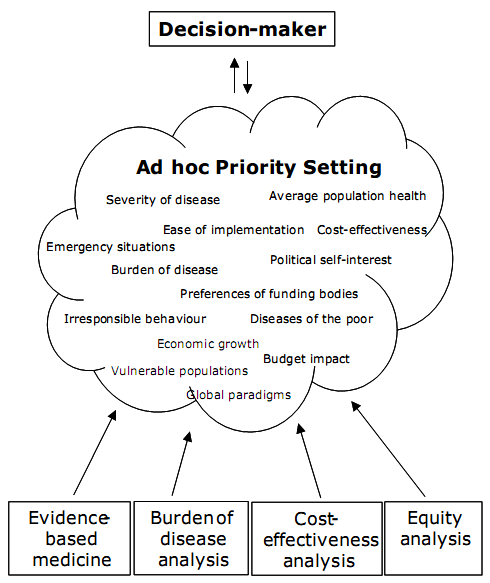 Decision-maker
Ad hoc Priority Setting
Severity of disease
Average population health
Ease of implementation
Cost-effectiveness
Emergency situations
Political self-interest
Burden of disease
Preferences of funding bodies
Irresponsible behaviour
Diseases of the poor
Economic growth
Budget impact
Vulnerable populations
Global paradigms
Evidence-
based
medicine
Burden of
disease
analysis
Cost-
effectiveness
analysis
Equity
analysis